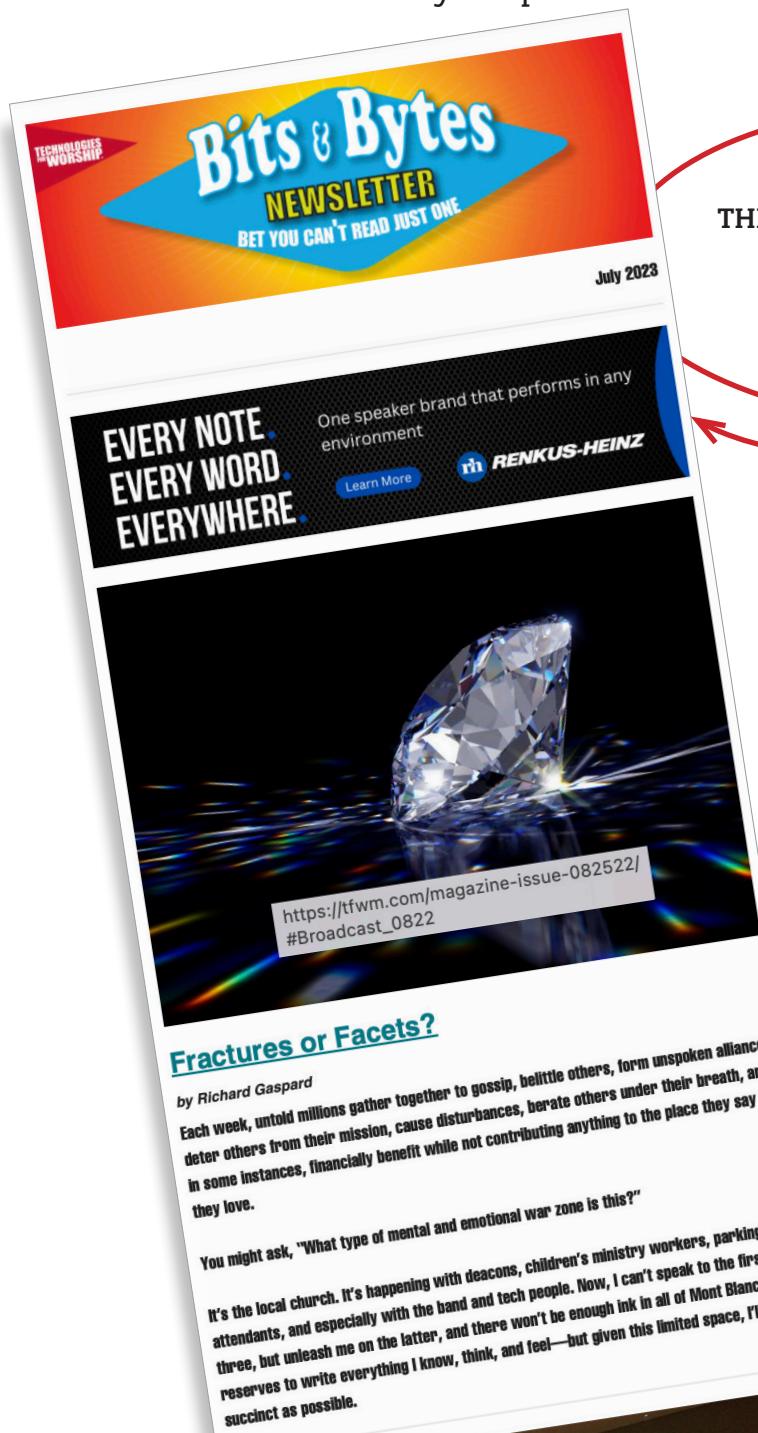 TECHNOLOGIES
FOR WORSHIP
Bits & Bytes
NEWSLETTER
BET YOU CAN'T READ JUST ONE
July 2023
EVERY NOTE.
EVERY WORD.
EVERYWHERE.
One speaker brand that performs in any
environment
Learn More
rh RENKUS-HEINZ
https://tfwm.com/magazine-issue-082522/
#Broadcast_0822
Fractures or Facets?
by Richard Gaspard
Each week, untold millions gather together to gossip, belittle others, form unspoken
deter others from their mission, cause disturbances, berate others under their breath,
in some instances, financially benefit while not contributing anything to the place they say
they love.
You might ask, "What type of mental and emotional war zone is this?"
It's the local church. It's happening with deacons, children's ministry workers, parking
attendants, and especially with the band and tech people. Now, I can't speak to the
three, but unleash me on the latter, and there won't be enough ink in all of Mont Blanc
reserves to write everything I know, think, and feel—but given this limited space,
succinct as possible.